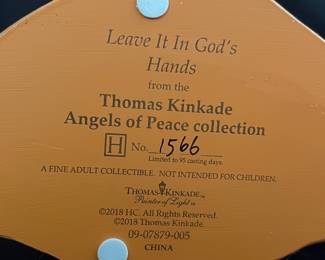 Leave It In God's
Hands
from the
Thomas Kinkade
Angels of Peace collection
H No. 1566
Limited to 95 casting days.
A FINE ADULT COLLECTIBLE. NOT INTENDED FOR CHILDREN.
THOMAS KINKADE™
Painter of Light™
©2018 HC. All Rights Reserved.
©2018 Thomas Kinkade.
09-07879-005
CHINA